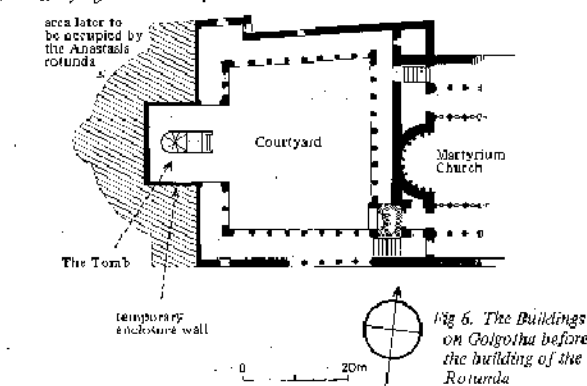 area later to
be occupied by
the Anastasis
rotunda
Courtyard
Martyrium
Church
The Tomb
temporary
enclosure wall
0 20m
Fig 6. The Buildings
on Golgotha before
the building of the
Rotunda